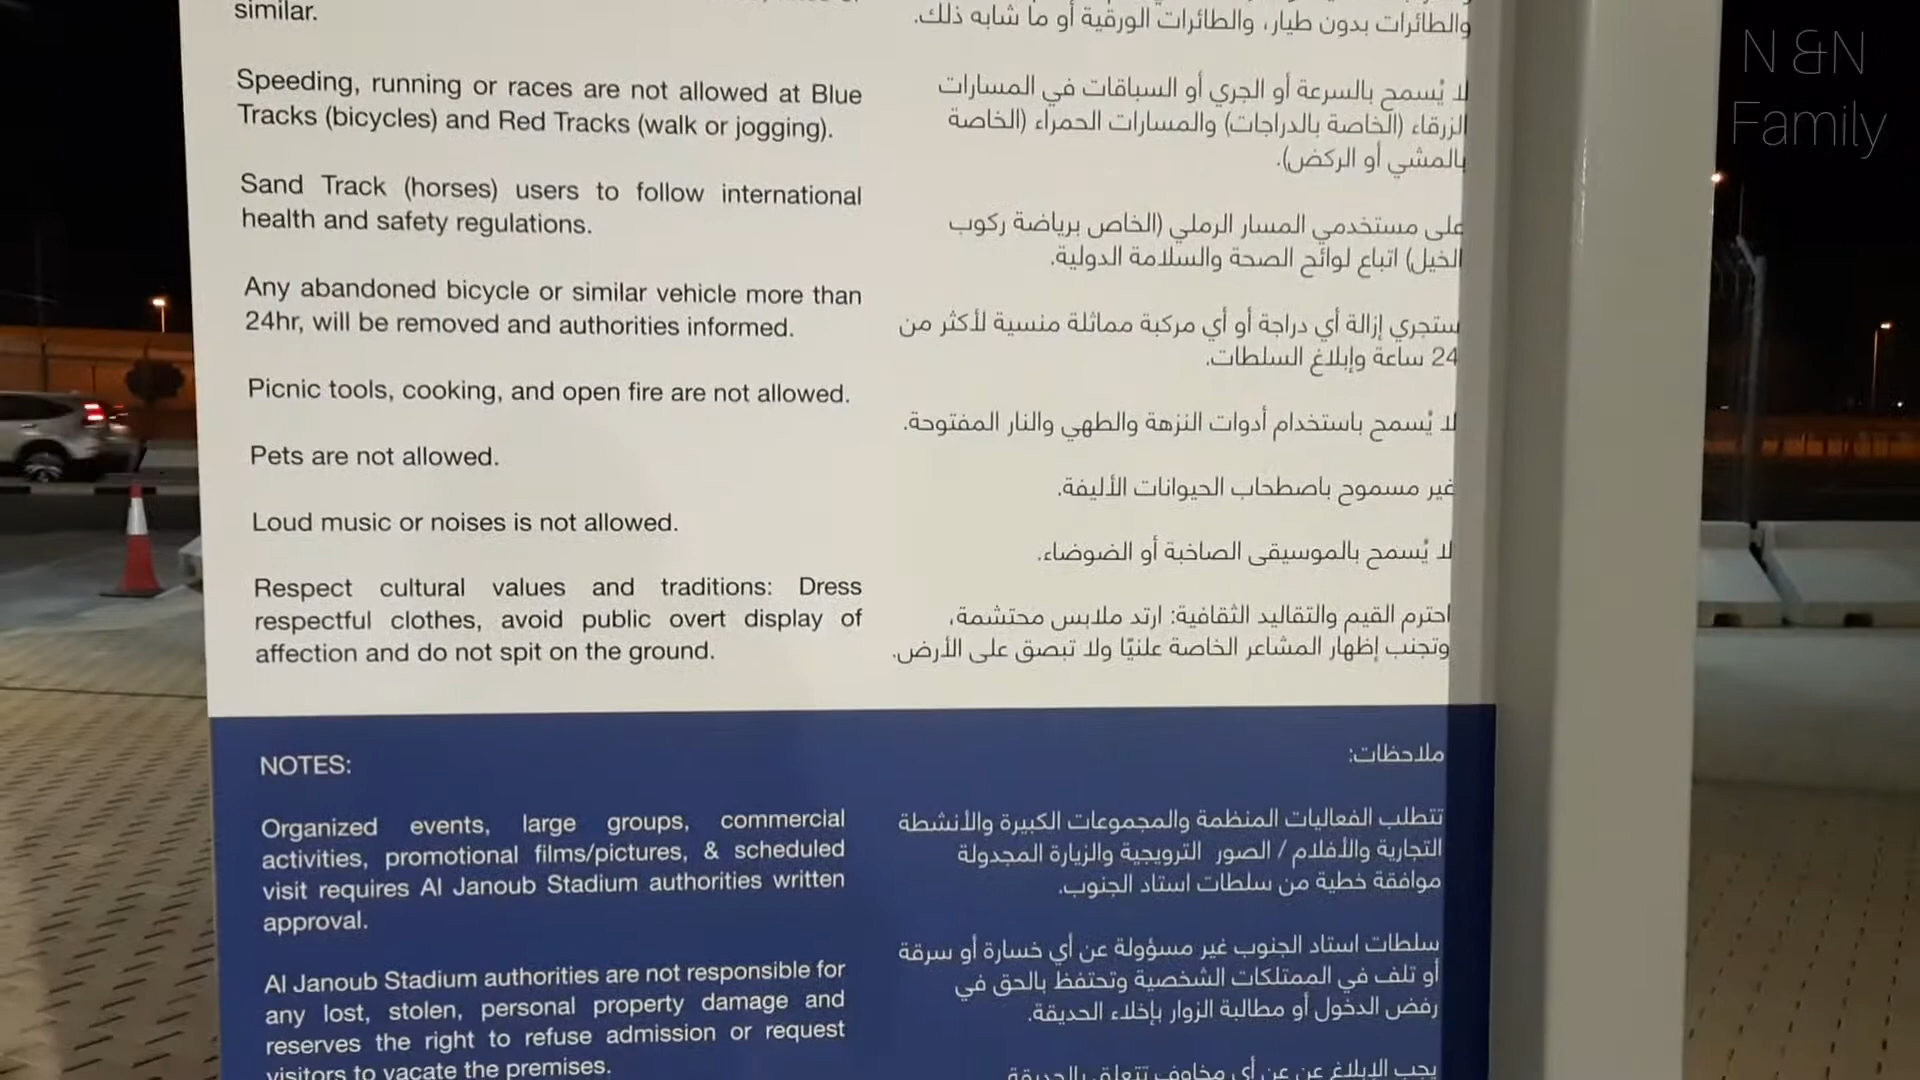 similar.
Speeding, running or races are not allowed at Blue
Tracks (bicycles) and Red Tracks (walk or jogging).
Sand Track (horses) users to follow international
health and safety regulations.
Any abandoned bicycle or similar vehicle more than
24hr, will be removed and authorities informed.
Picnic tools, cooking, and open fire are not allowed.
Pets are not allowed.
Loud music or noises is not allowed.
Respect cultural values and traditions: Dress
respectful clothes, avoid public overt display of
affection and do not spit on the ground.
والطائرات بدون طيار، والطائرات الورقية أو ما شابه ذلك.
لا يُسمح بالسرعة أو الجري أو السباقات في المسارات
الزرقاء (الخاصة بالدراجات) والمسارات الحمراء (الخاصة
بالمشي أو الركض).
على مستخدمي المسار الرملي (الخاص برياضة ركوب
الخيل) اتباع لوائح الصحة والسلامة الدولية.
ستجري إزالة أي دراجة أو أي مركبة مماثلة منسية لأكثر من
24 ساعة وإبلاغ السلطات.
لا يُسمح باستخدام أدوات النزهة والطهي والنار المفتوحة.
غير مسموح باصطحاب الحيوانات الأليفة.
لا يُسمح بالموسيقى الصاخبة أو الضوضاء.
احترم القيم والتقاليد الثقافية: ارتد ملابس محتشمة،
وتجنب إظهار المشاعر الخاصة علنيًا ولا تبصق على الأرض.
NOTES:
Organized events, large groups, commercial
activities, promotional films/pictures, & scheduled
visit requires Al Janoub Stadium authorities written
approval.
Al Janoub Stadium authorities are not responsible for
any lost, stolen, personal property damage and
reserves the right to refuse admission or request
visitors to vacate the premises.
ملاحظات:
تتطلب الفعاليات المنظمة والمجموعات الكبيرة والأنشطة
التجارية والأفلام / الصور الترويجية والزيارة المجدولة
موافقة خطية من سلطات استاد الجنوب.
سلطات استاد الجنوب غير مسؤولة عن أي خسارة أو سرقة
أو تلف في الممتلكات الشخصية وتحتفظ بالحق في
رفض الدخول أو مطالبة الزوار بإخلاء الحديقة.
يجب الإبلاغ عن عن أي مخاوف تتعلق بالحديقة
N &N
Family